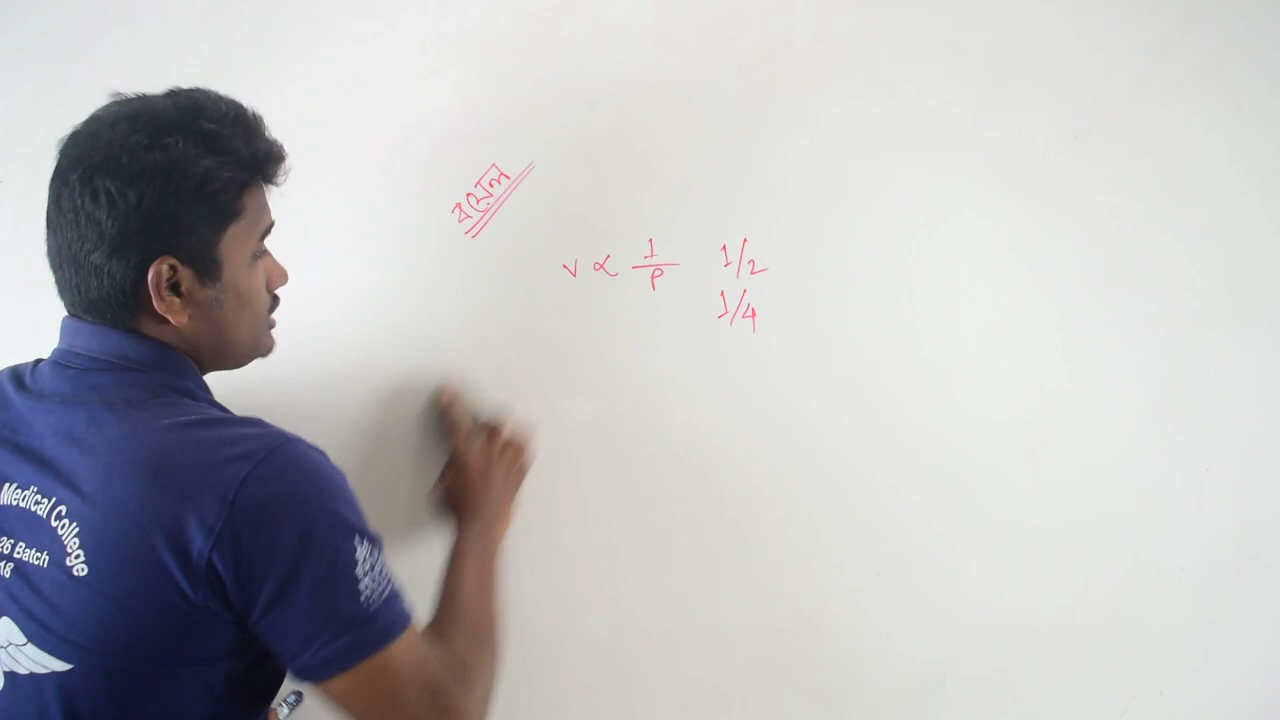 বয়েল
v ∝ 1/P 1/2
1/4
Medical College
26 Batch
18